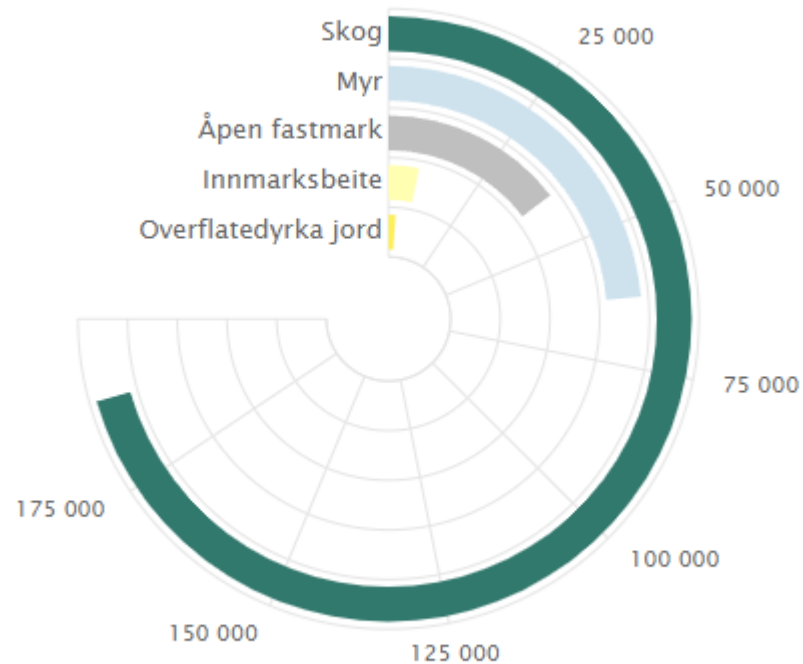 Skog
Myr
Åpen fastmark
Innmarksbeite
Overflatedyrka jord
25 000
50 000
75 000
100 000
125 000
150 000
175 000